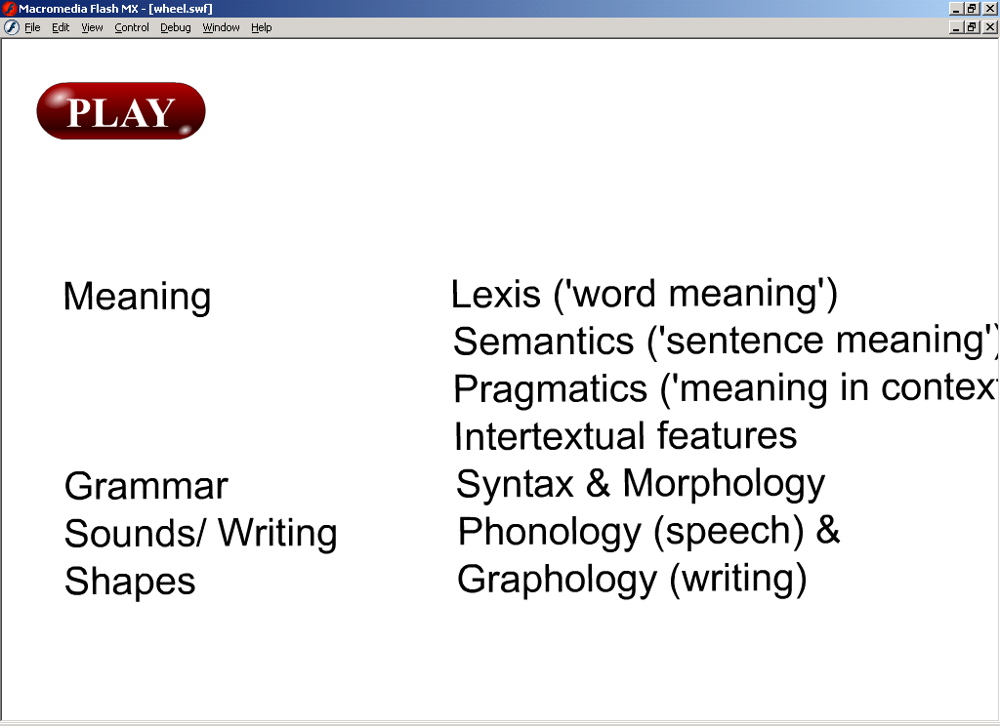 Macromedia Flash MX - [wheel.swf]
File Edit View Control Debug Window Help
PLAY
Meaning Lexis ('word meaning')
Semantics ('sentence meaning')
Pragmatics ('meaning in contex
Intertextual features
Grammar Syntax & Morphology
Sounds/ Writing Phonology (speech) &
Shapes Graphology (writing)